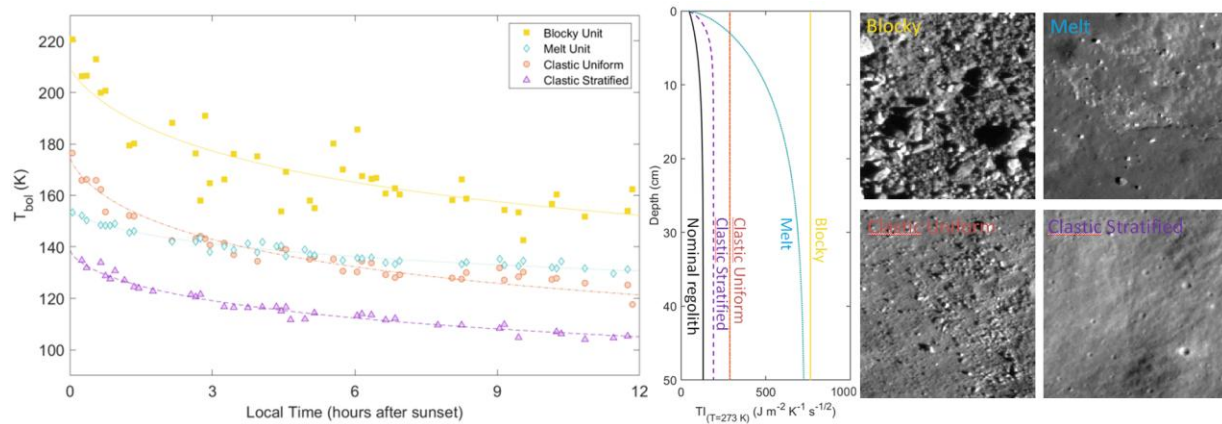 220
200
180
160
140
120
100
T_bol (K)
0
3
6
9
12
Local Time (hours after sunset)
Blocky Unit
Melt Unit
Clastic Uniform
Clastic Stratified
0
10
20
30
40
50
Depth (cm)
Nominal regolith
Clastic Stratified
Clastic Uniform
Melt
Blocky
0
500
1000
TI(T=273 K) (J m-2 K-1 s-1/2)
Blocky
Melt
Clastic Uniform
Clastic Stratified